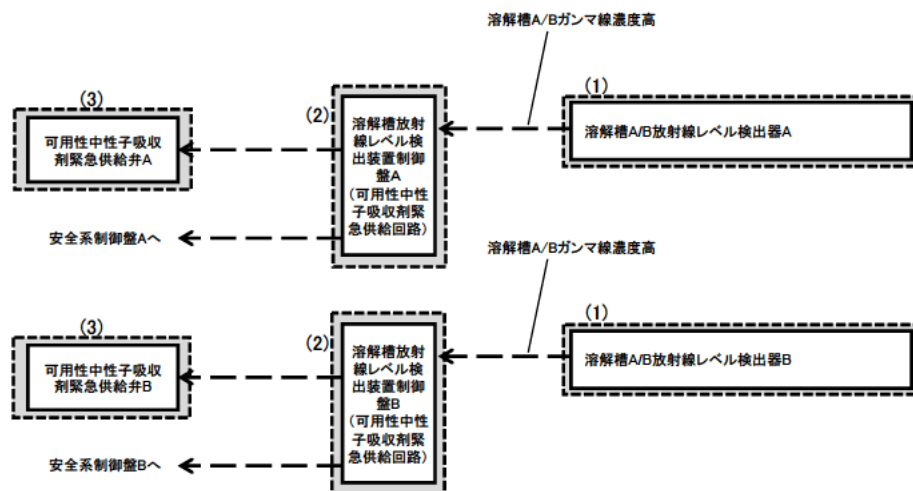 溶解槽A/Bガンマ線濃度高
(1)
溶解槽A/B放射線レベル検出器A
(2)
溶解槽放射
線レベル検
出装置制御
盤A
(可用性中性
子吸収剤緊
急供給回路)
(3)
可用性中性子吸収
剤緊急供給弁A
安全系制御盤Aへ
溶解槽A/Bガンマ線濃度高
(1)
溶解槽A/B放射線レベル検出器B
(2)
溶解槽放射
線レベル検
出装置制御
盤B
(可用性中性
子吸収剤緊
急供給回路)
(3)
可用性中性子吸収
剤緊急供給弁B
安全系制御盤Bへ